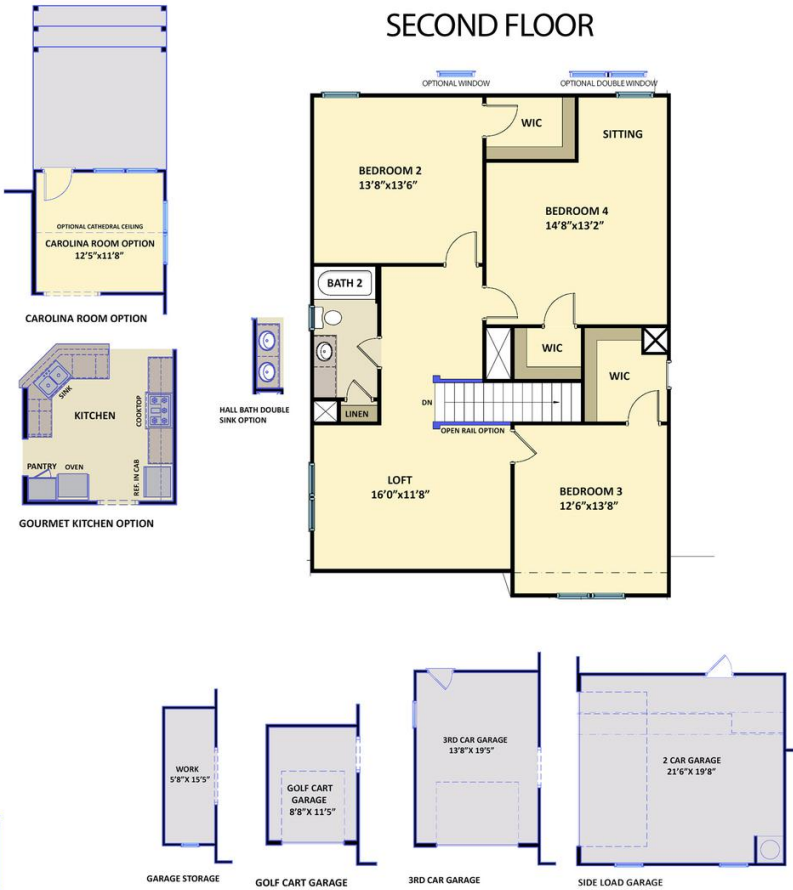 SECOND FLOOR
OPTIONAL WINDOW
OPTIONAL DOUBLE WINDOW
WIC
SITTING
BEDROOM 2
13'8"x13'6"
BEDROOM 4
14'8"x13'2"
OPTIONAL CATHEDRAL CEILING
CAROLINA ROOM OPTION
12'5"x11'8"
CAROLINA ROOM OPTION
BATH 2
WIC
WIC
LINEN
DN
OPEN RAIL OPTION
HALL BATH DOUBLE
SINK OPTION
SINK
KITCHEN
COOKTOP
PANTRY
OVEN
REF. IN CAB
GOURMET KITCHEN OPTION
LOFT
16'0"x11'8"
BEDROOM 3
12'6"x13'8"
WORK
5'8"X 15'5"
GARAGE STORAGE
GOLF CART
GARAGE
8'8"X 11'5"
GOLF CART GARAGE
3RD CAR GARAGE
13'8"X 19'5"
3RD CAR GARAGE
2 CAR GARAGE
21'6"X 19'8"
SIDE LOAD GARAGE